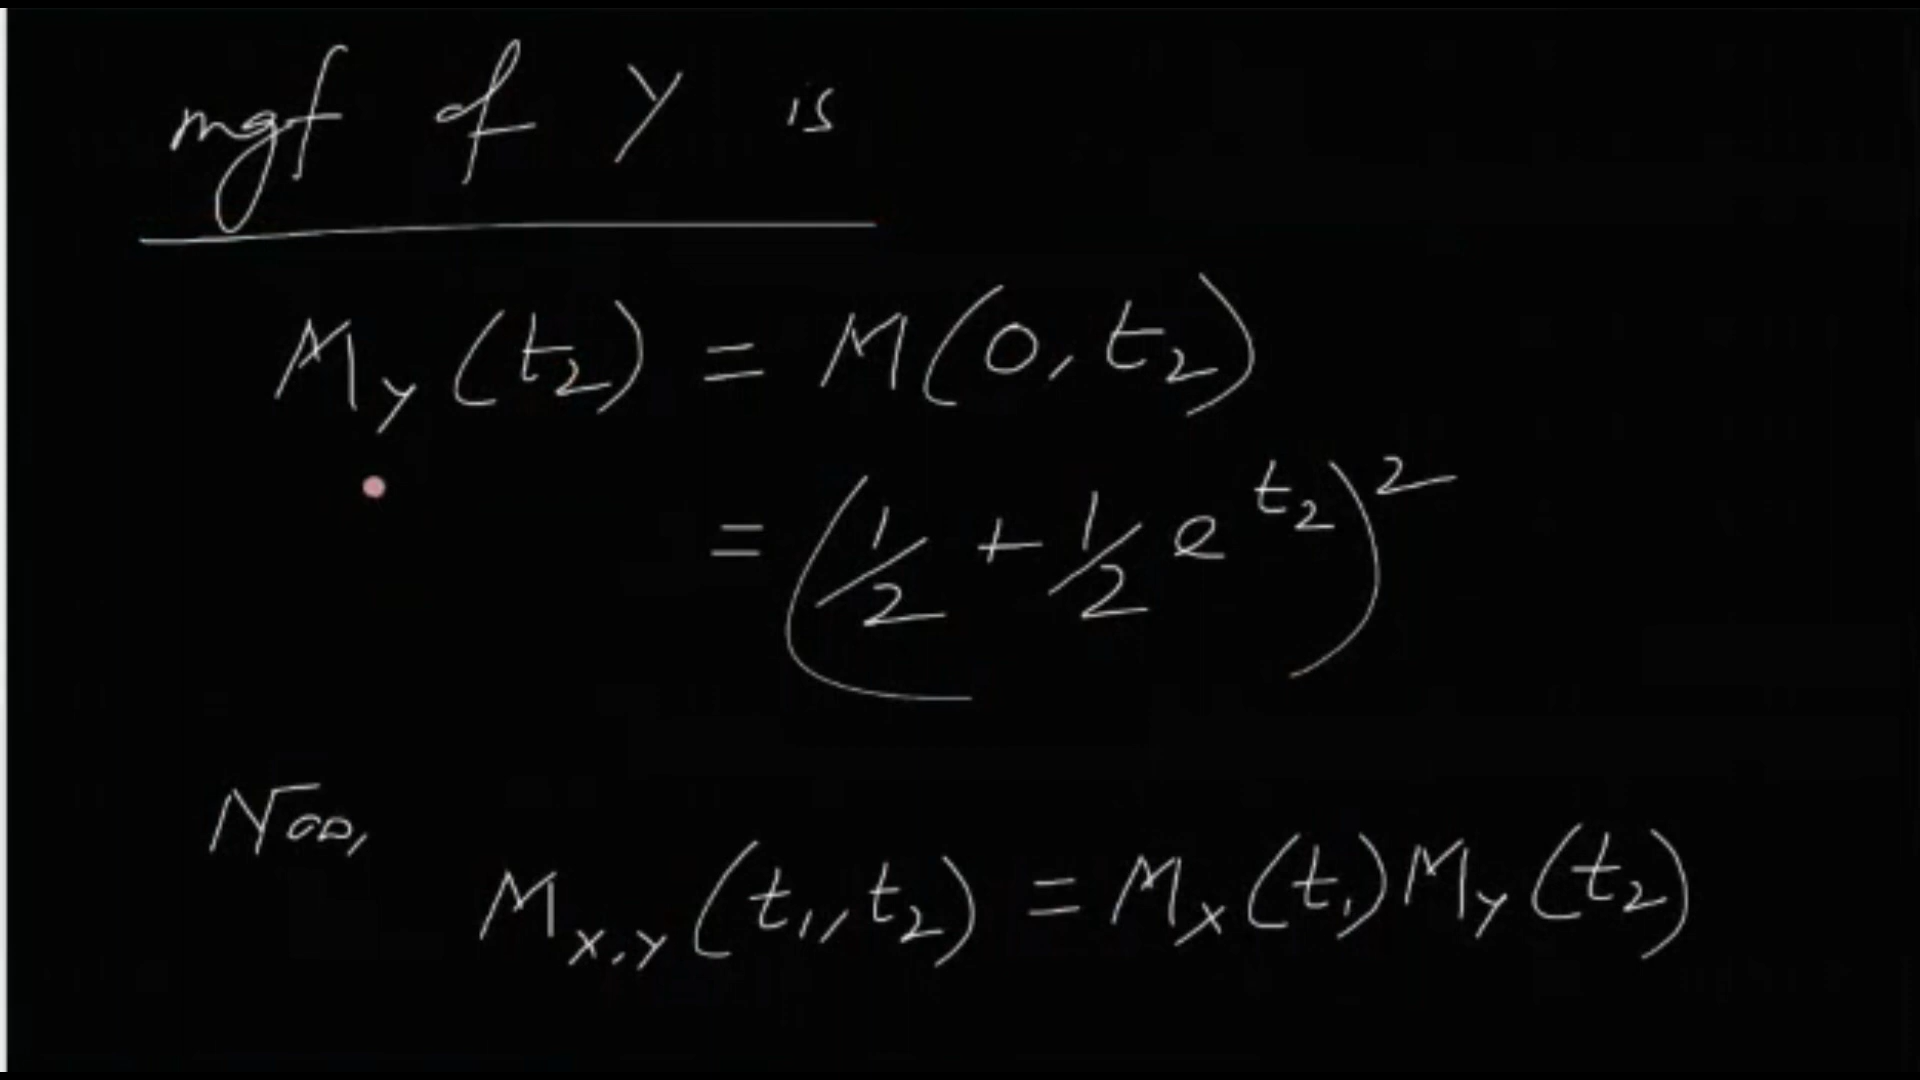 mgf of Y is
M_Y(t_2) = M(0, t_2)
= (1/2 + 1/2 e^{t_2})^2
Now,
M_{X,Y}(t_1, t_2) = M_X(t_1) M_Y(t_2)